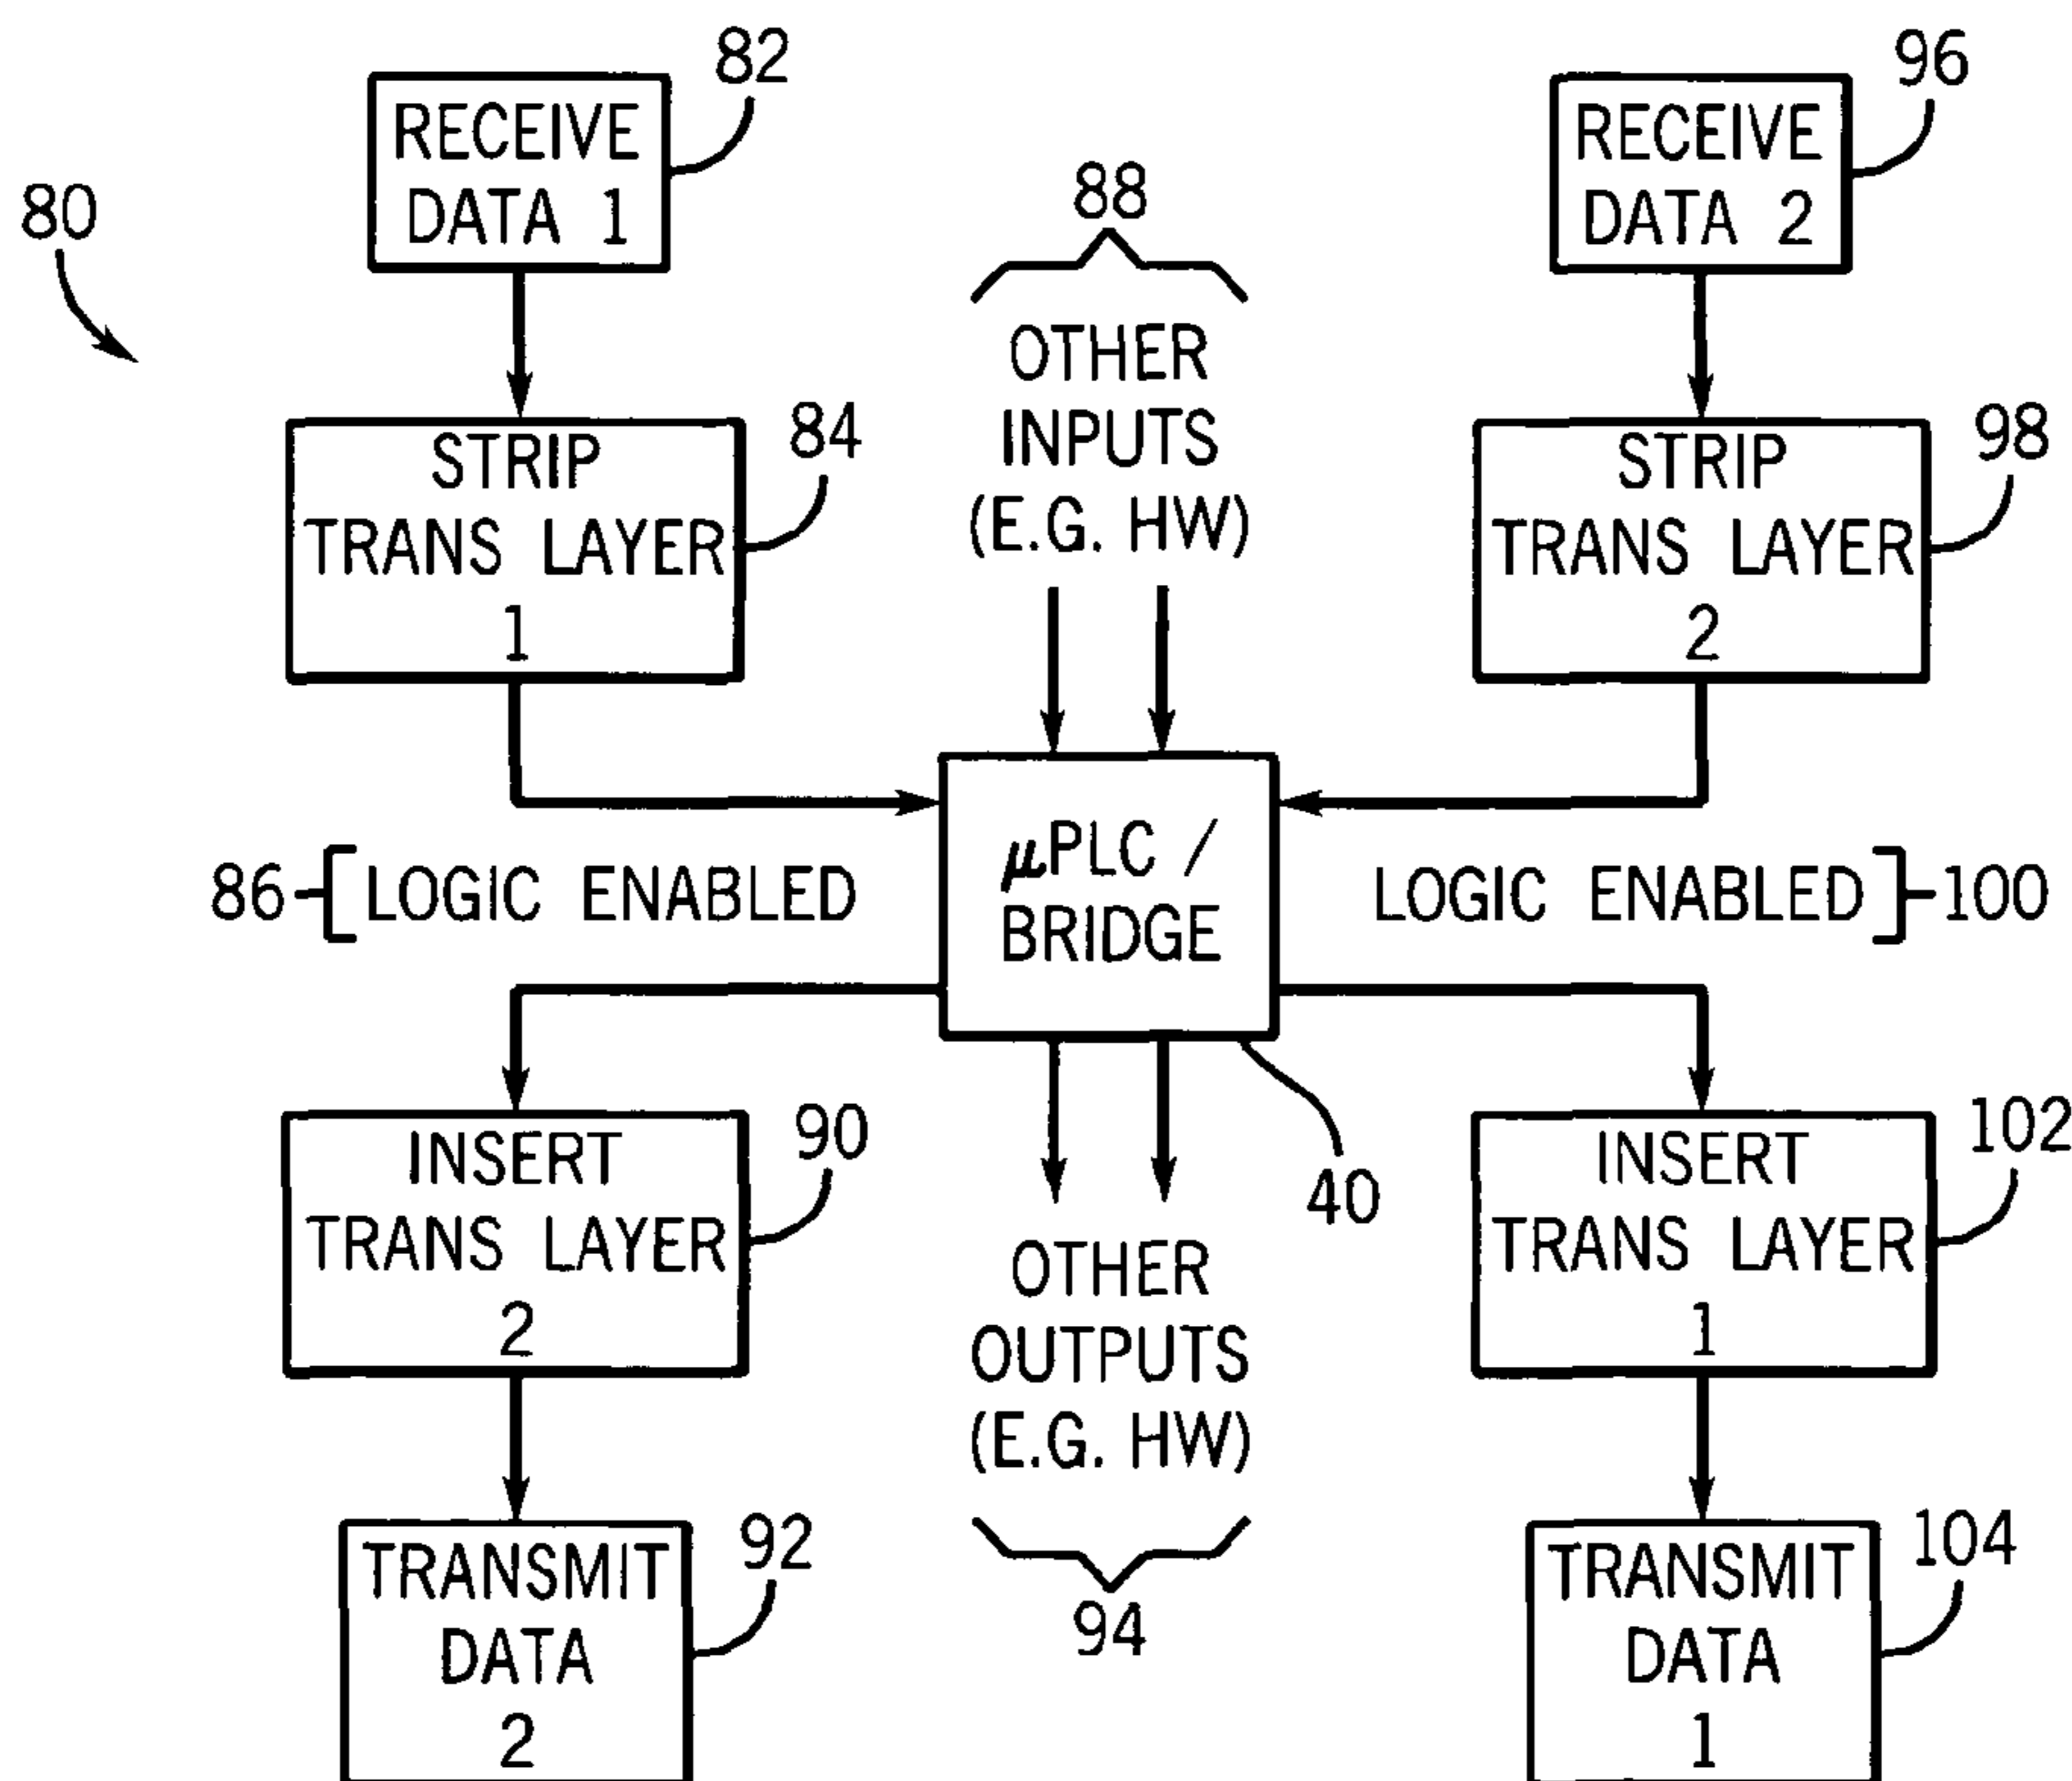 80
82
RECEIVE
DATA 1
84
STRIP
TRANS LAYER
1
86
LOGIC ENABLED
88
OTHER
INPUTS
(E.G. HW)
96
RECEIVE
DATA 2
98
STRIP
TRANS LAYER
2
µPLC /
BRIDGE
40
LOGIC ENABLED
100
90
INSERT
TRANS LAYER
2
92
TRANSMIT
DATA
2
OTHER
OUTPUTS
(E.G. HW)
94
102
INSERT
TRANS LAYER
1
104
TRANSMIT
DATA
1